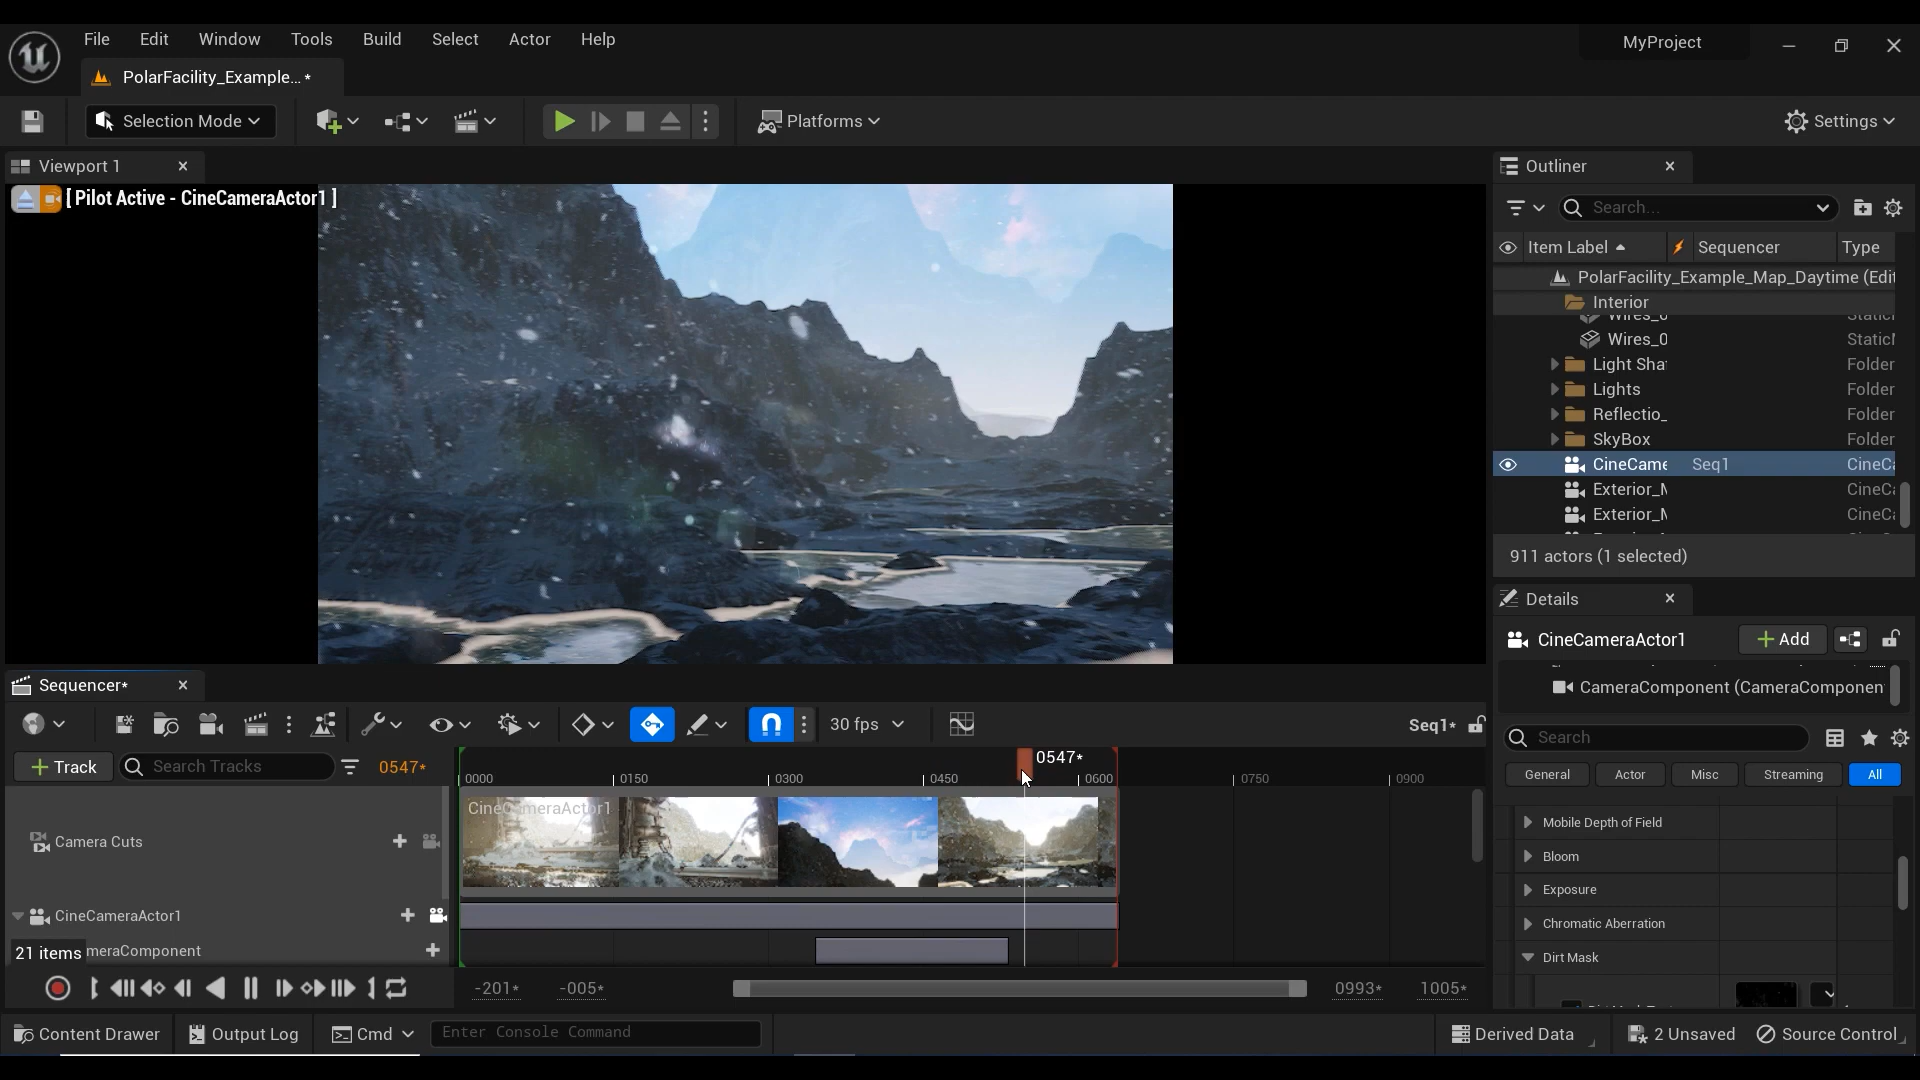 File Edit Window Tools Build Select Actor Help
MyProject
PolarFacility_Example...*
Selection Mode
Platforms
Settings
Viewport 1
[ Pilot Active - CineCameraActor1 ]
Outliner
Search...
Item Label Sequencer Type
PolarFacility_Example_Map_Daytime (Edit
Interior
Wires_0 Static
Wires_0 StaticM
Light Sha Folder
Lights Folder
Reflectio_ Folder
SkyBox Folder
CineCame Seq1 CineCa
Exterior_M CineCa
Exterior_M CineCa
911 actors (1 selected)
Details
CineCameraActor1 Add
CameraComponent (CameraComponen
Search
General Actor Misc Streaming All
Mobile Depth of Field
Bloom
Exposure
Chromatic Aberration
Dirt Mask
Sequencer*
30 fps Seq1*
Track Search Tracks 0547* 0547*
0000 0150 0300 0450 0600 0750 0900
CineCameraActor1
Camera Cuts
CineCameraActor1
21 items meraComponent
-201* -005* 0993* 1005*
Content Drawer Output Log Cmd Enter Console Command Derived Data 2 Unsaved Source Control